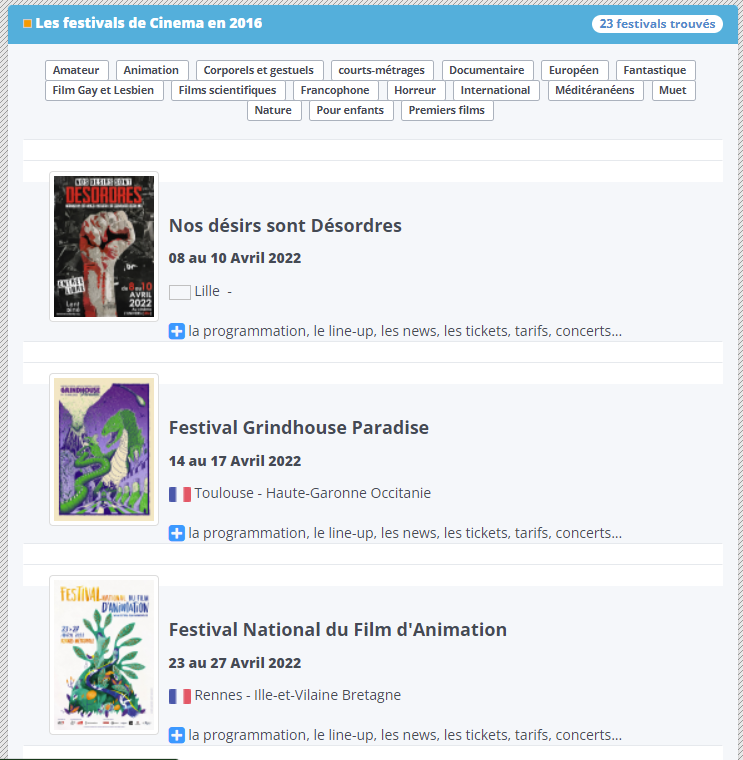 Les festivals de Cinema en 2016
23 festivals trouvés
Amateur Animation Corporels et gestuels courts-métrages Documentaire Européen Fantastique
Film Gay et Lesbien Films scientifiques Francophone Horreur International Méditéranéens Muet
Nature Pour enfants Premiers films
NOS DÉSIRS SONT
DESORDRES
ENTRÉE
LIBRE
de 8 au 10
AVRIL
2022
Nos désirs sont Désordres
08 au 10 Avril 2022
Lille -
la programmation, le line-up, les news, les tickets, tarifs, concerts...
GRINDHOUSE
Festival Grindhouse Paradise
14 au 17 Avril 2022
Toulouse - Haute-Garonne Occitanie
la programmation, le line-up, les news, les tickets, tarifs, concerts...
FESTIVAL NATIONAL DU FILM
D'ANIMATION
Festival National du Film d'Animation
23 au 27 Avril 2022
Rennes - Ille-et-Vilaine Bretagne
la programmation, le line-up, les news, les tickets, tarifs, concerts...